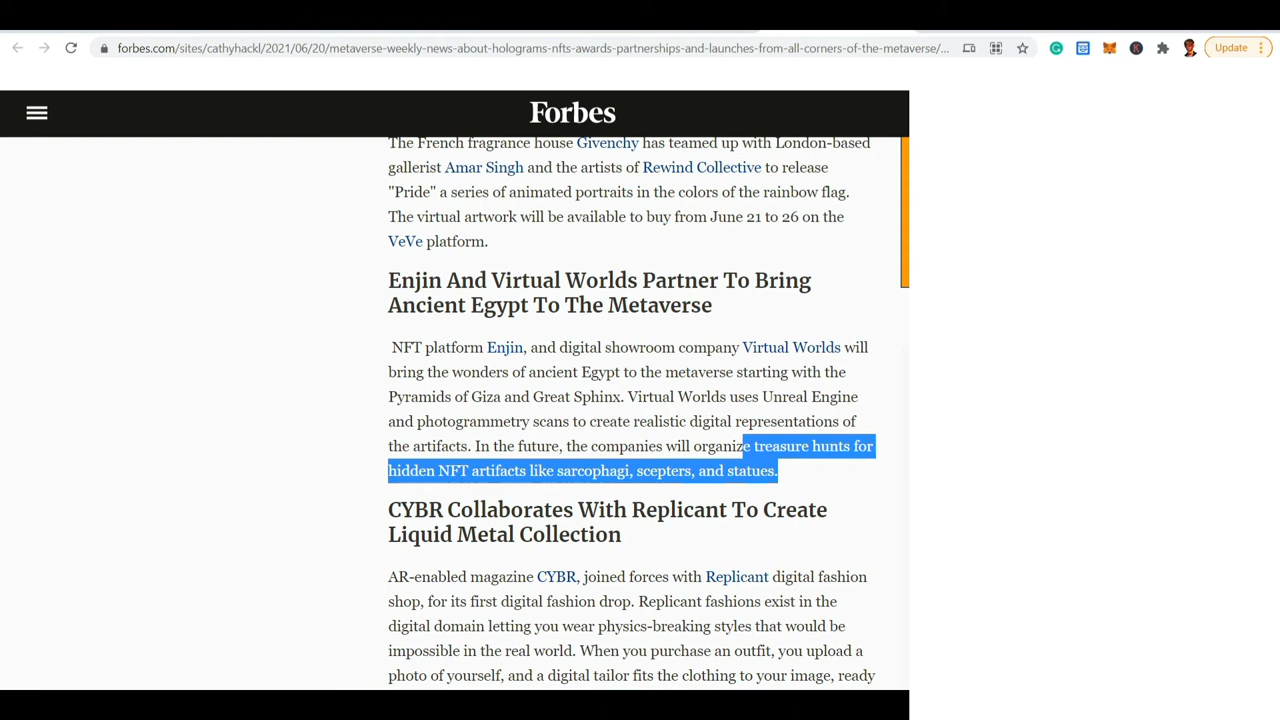 forbes.com/sites/cathyhackl/2021/06/20/metaverse-weekly-news-about-holograms-nfts-awards-partnerships-and-launches-from-all-corners-of-the-metaverse/...
Update
Forbes
The French fragrance house Givenchy has teamed up with London-based
gallerist Amar Singh and the artists of Rewind Collective to release
"Pride" a series of animated portraits in the colors of the rainbow flag.
The virtual artwork will be available to buy from June 21 to 26 on the
VeVe platform.
Enjin And Virtual Worlds Partner To Bring
Ancient Egypt To The Metaverse
NFT platform Enjin, and digital showroom company Virtual Worlds will
bring the wonders of ancient Egypt to the metaverse starting with the
Pyramids of Giza and Great Sphinx. Virtual Worlds uses Unreal Engine
and photogrammetry scans to create realistic digital representations of
the artifacts. In the future, the companies will organize treasure hunts for
hidden NFT artifacts like sarcophagi, scepters, and statues.
CYBR Collaborates With Replicant To Create
Liquid Metal Collection
AR-enabled magazine CYBR, joined forces with Replicant digital fashion
shop, for its first digital fashion drop. Replicant fashions exist in the
digital domain letting you wear physics-breaking styles that would be
impossible in the real world. When you purchase an outfit, you upload a
photo of yourself, and a digital tailor fits the clothing to your image, ready